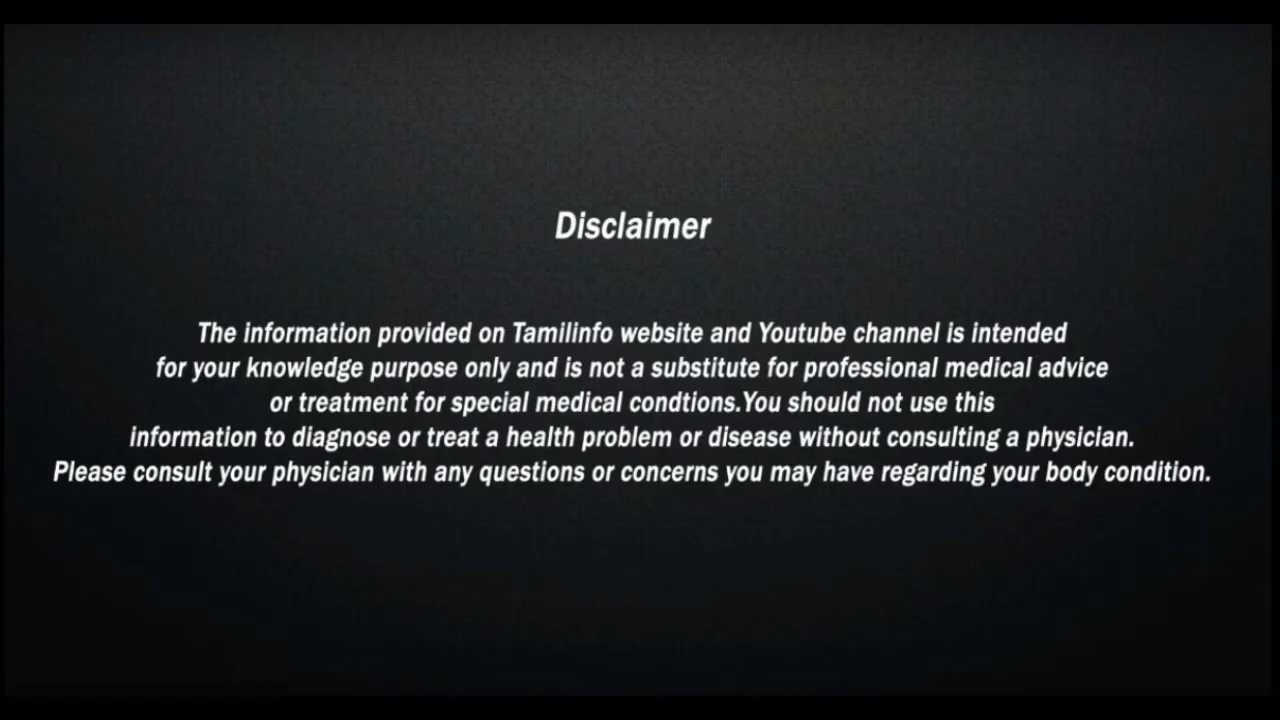 Disclaimer
The information provided on Tamilinfo website and Youtube channel is intended
for your knowledge purpose only and is not a substitute for professional medical advice
or treatment for special medical condtions.You should not use this
information to diagnose or treat a health problem or disease without consulting a physician.
Please consult your physician with any questions or concerns you may have regarding your body condition.